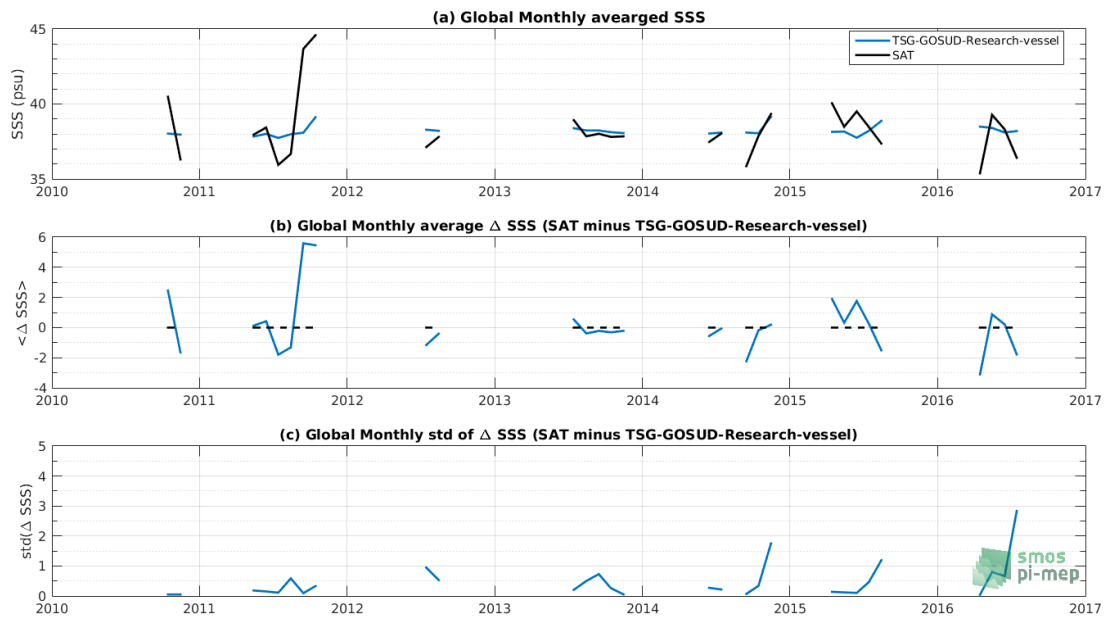 (a) Global Monthly avearged SSS
SSS (psu)
45
40
35
TSG-GOSUD-Research-vessel
SAT
2010 2011 2012 2013 2014 2015 2016 2017
(b) Global Monthly average Δ SSS (SAT minus TSG-GOSUD-Research-vessel)
<Δ SSS>
6
4
2
0
-2
-4
2010 2011 2012 2013 2014 2015 2016 2017
(c) Global Monthly std of Δ SSS (SAT minus TSG-GOSUD-Research-vessel)
std(Δ SSS)
5
4
3
2
1
0
smos
pi-mep
2010 2011 2012 2013 2014 2015 2016 2017